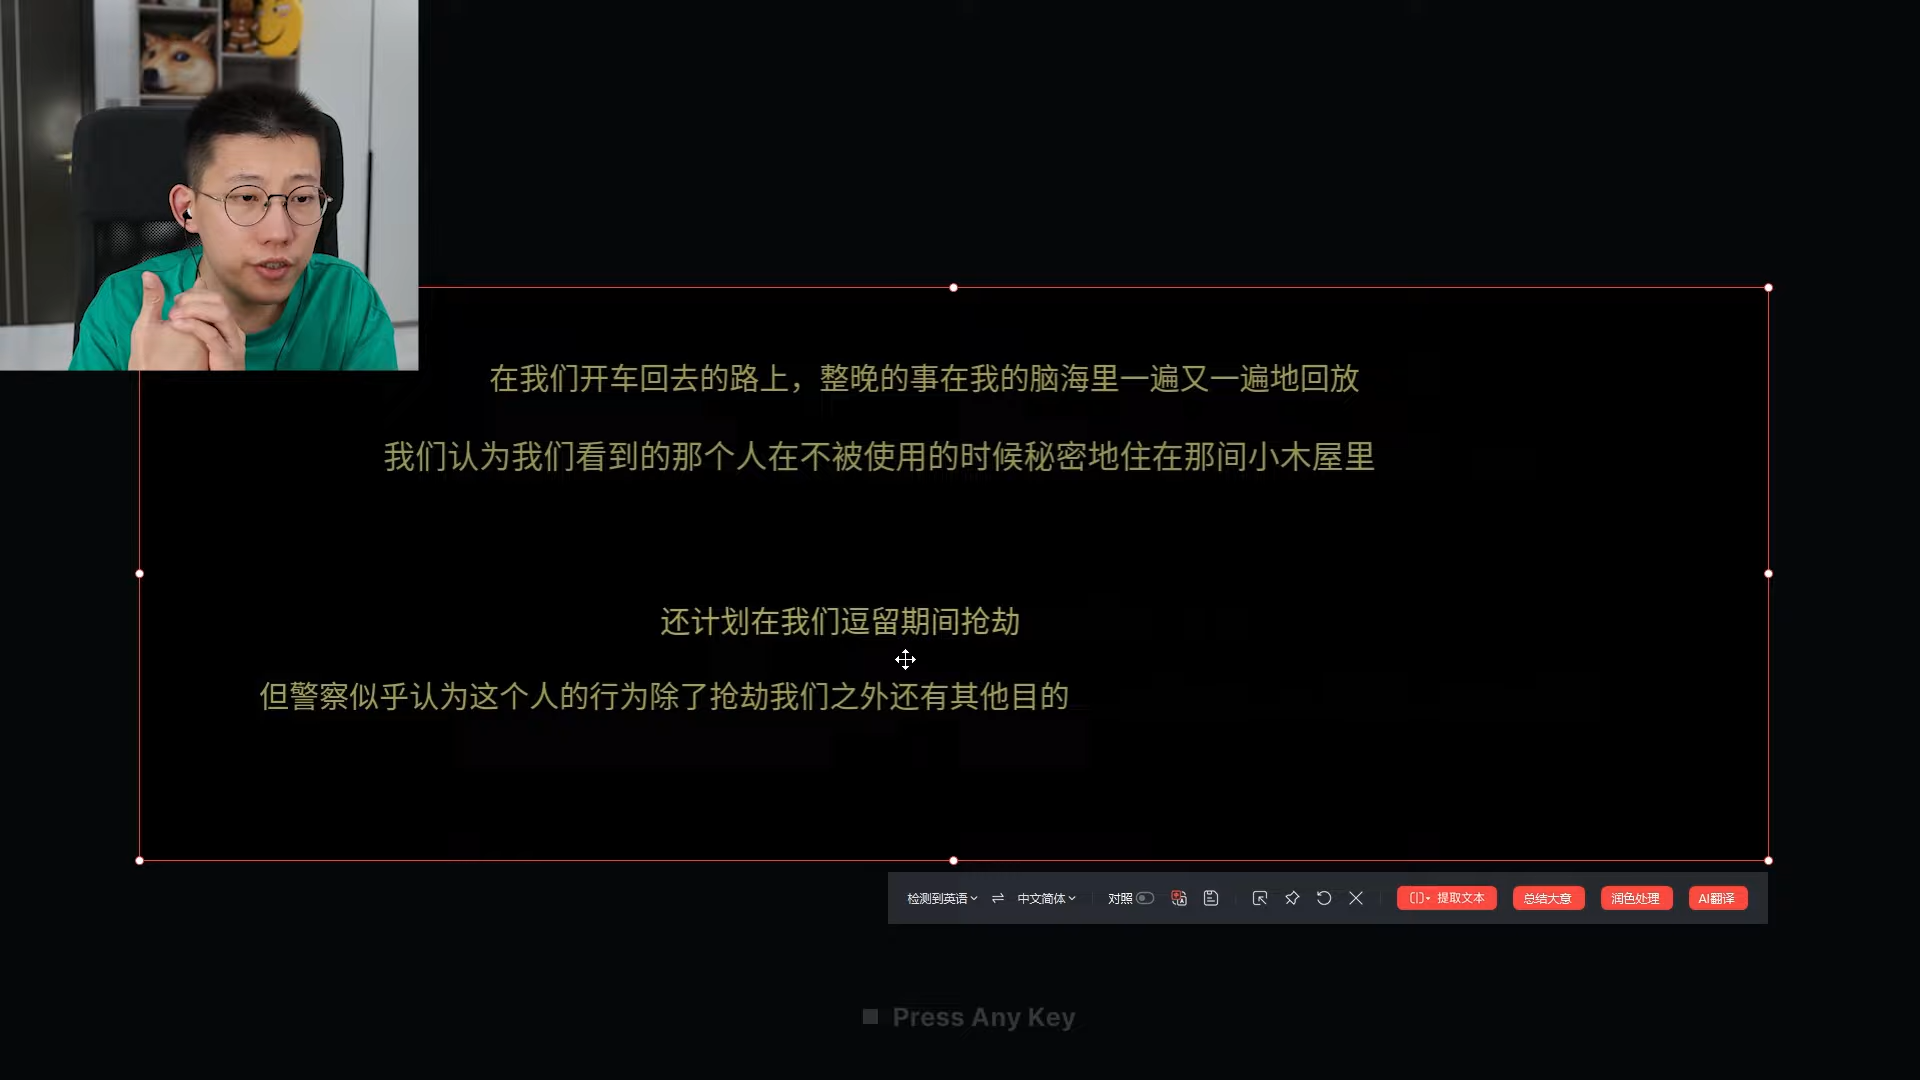 在我们开车回去的路上，整晚的事在我的脑海里一遍又一遍地回放
我们认为我们看到的那个人在不被使用的时候秘密地住在那间小木屋里
还计划在我们逗留期间抢劫
但警察似乎认为这个人的行为除了抢劫我们之外还有其他目的
检测到英语 中文简体 对照 提取文本 总结大意 润色处理 AI翻译
Press Any Key